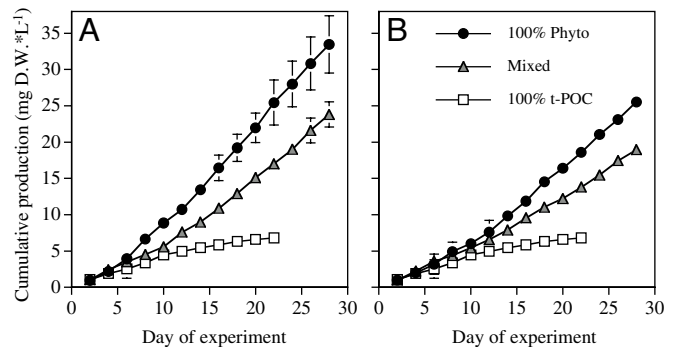 A
B
100% Phyto
Mixed
100% t-POC
Cumulative production (mg D.W.*L-1)
35
30
25
20
15
10
5
0
0 5 10 15 20 25 30
0 5 10 15 20 25 30
Day of experiment
Day of experiment